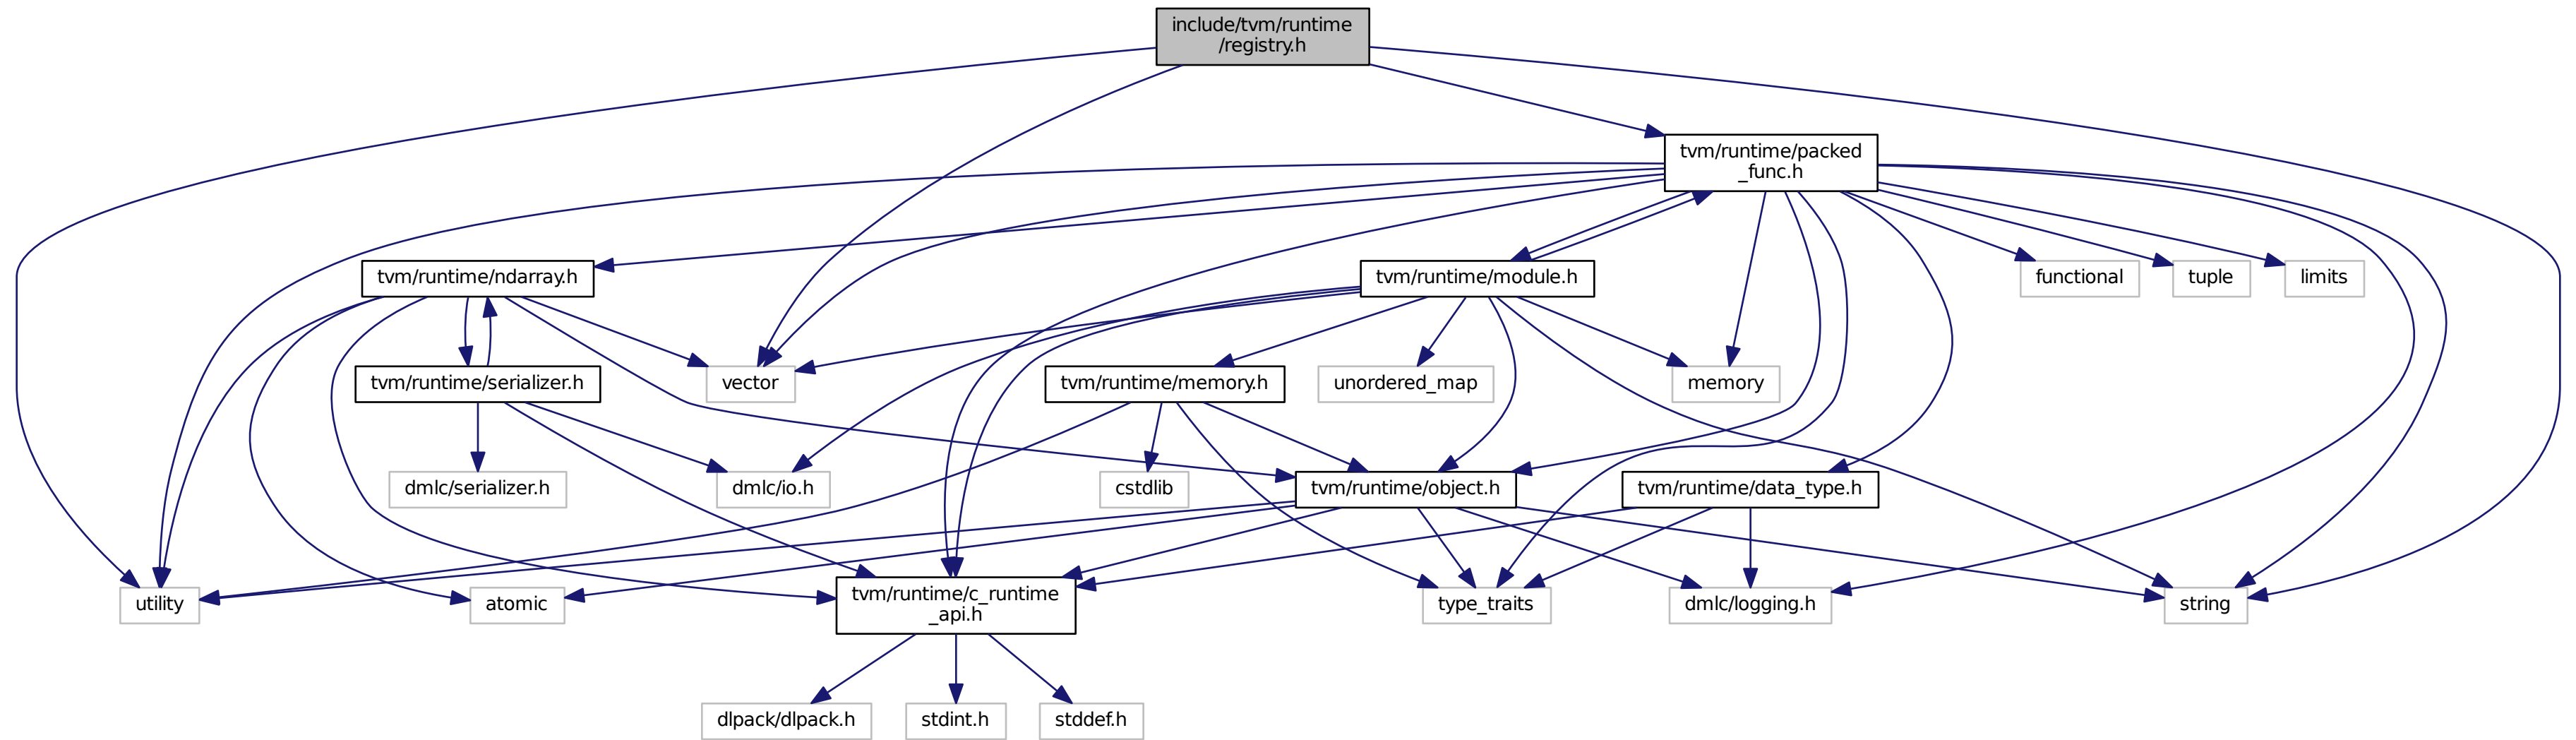 include/tvm/runtime
/registry.h
tvm/runtime/packed
_func.h
tvm/runtime/ndarray.h
tvm/runtime/module.h
functional
tuple
limits
tvm/runtime/serializer.h
vector
tvm/runtime/memory.h
unordered_map
memory
dmlc/serializer.h
dmlc/io.h
cstdlib
tvm/runtime/object.h
tvm/runtime/data_type.h
utility
atomic
tvm/runtime/c_runtime
_api.h
type_traits
dmlc/logging.h
string
dlpack/dlpack.h
stdint.h
stddef.h